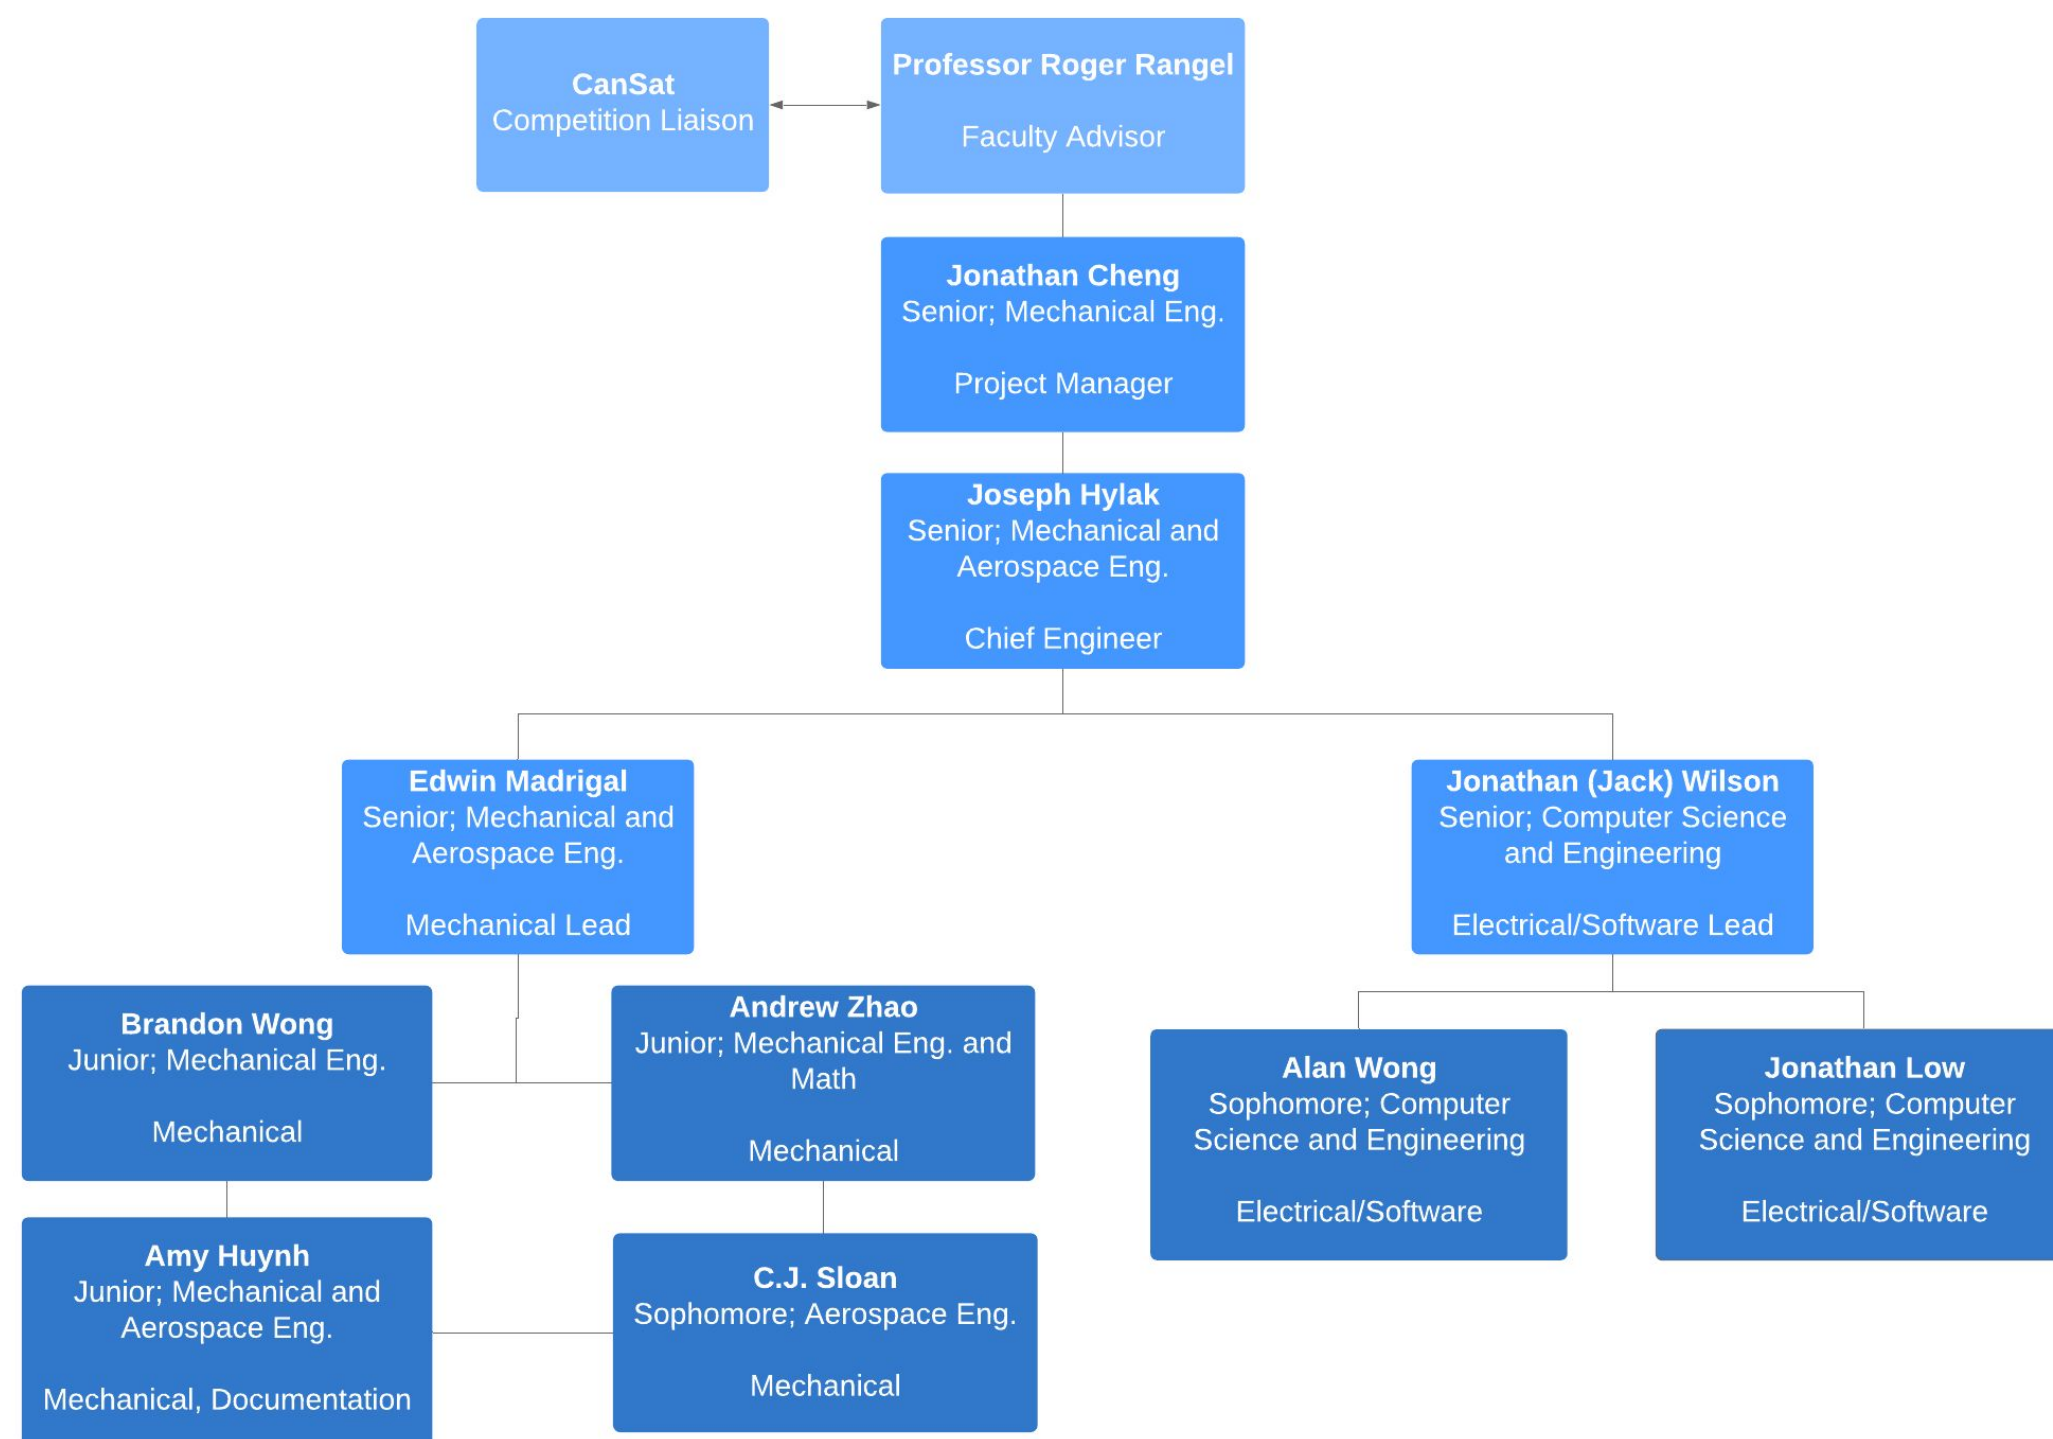 CanSat
Competition Liaison
Professor Roger Rangel
Faculty Advisor
Jonathan Cheng
Senior; Mechanical Eng.
Project Manager
Joseph Hylak
Senior; Mechanical and
Aerospace Eng.
Chief Engineer
Edwin Madrigal
Senior; Mechanical and
Aerospace Eng.
Mechanical Lead
Jonathan (Jack) Wilson
Senior; Computer Science
and Engineering
Electrical/Software Lead
Brandon Wong
Junior; Mechanical Eng.
Mechanical
Andrew Zhao
Junior; Mechanical Eng. and
Math
Mechanical
Alan Wong
Sophomore; Computer
Science and Engineering
Electrical/Software
Jonathan Low
Sophomore; Computer
Science and Engineering
Electrical/Software
Amy Huynh
Junior; Mechanical and
Aerospace Eng.
Mechanical, Documentation
C.J. Sloan
Sophomore; Aerospace Eng.
Mechanical